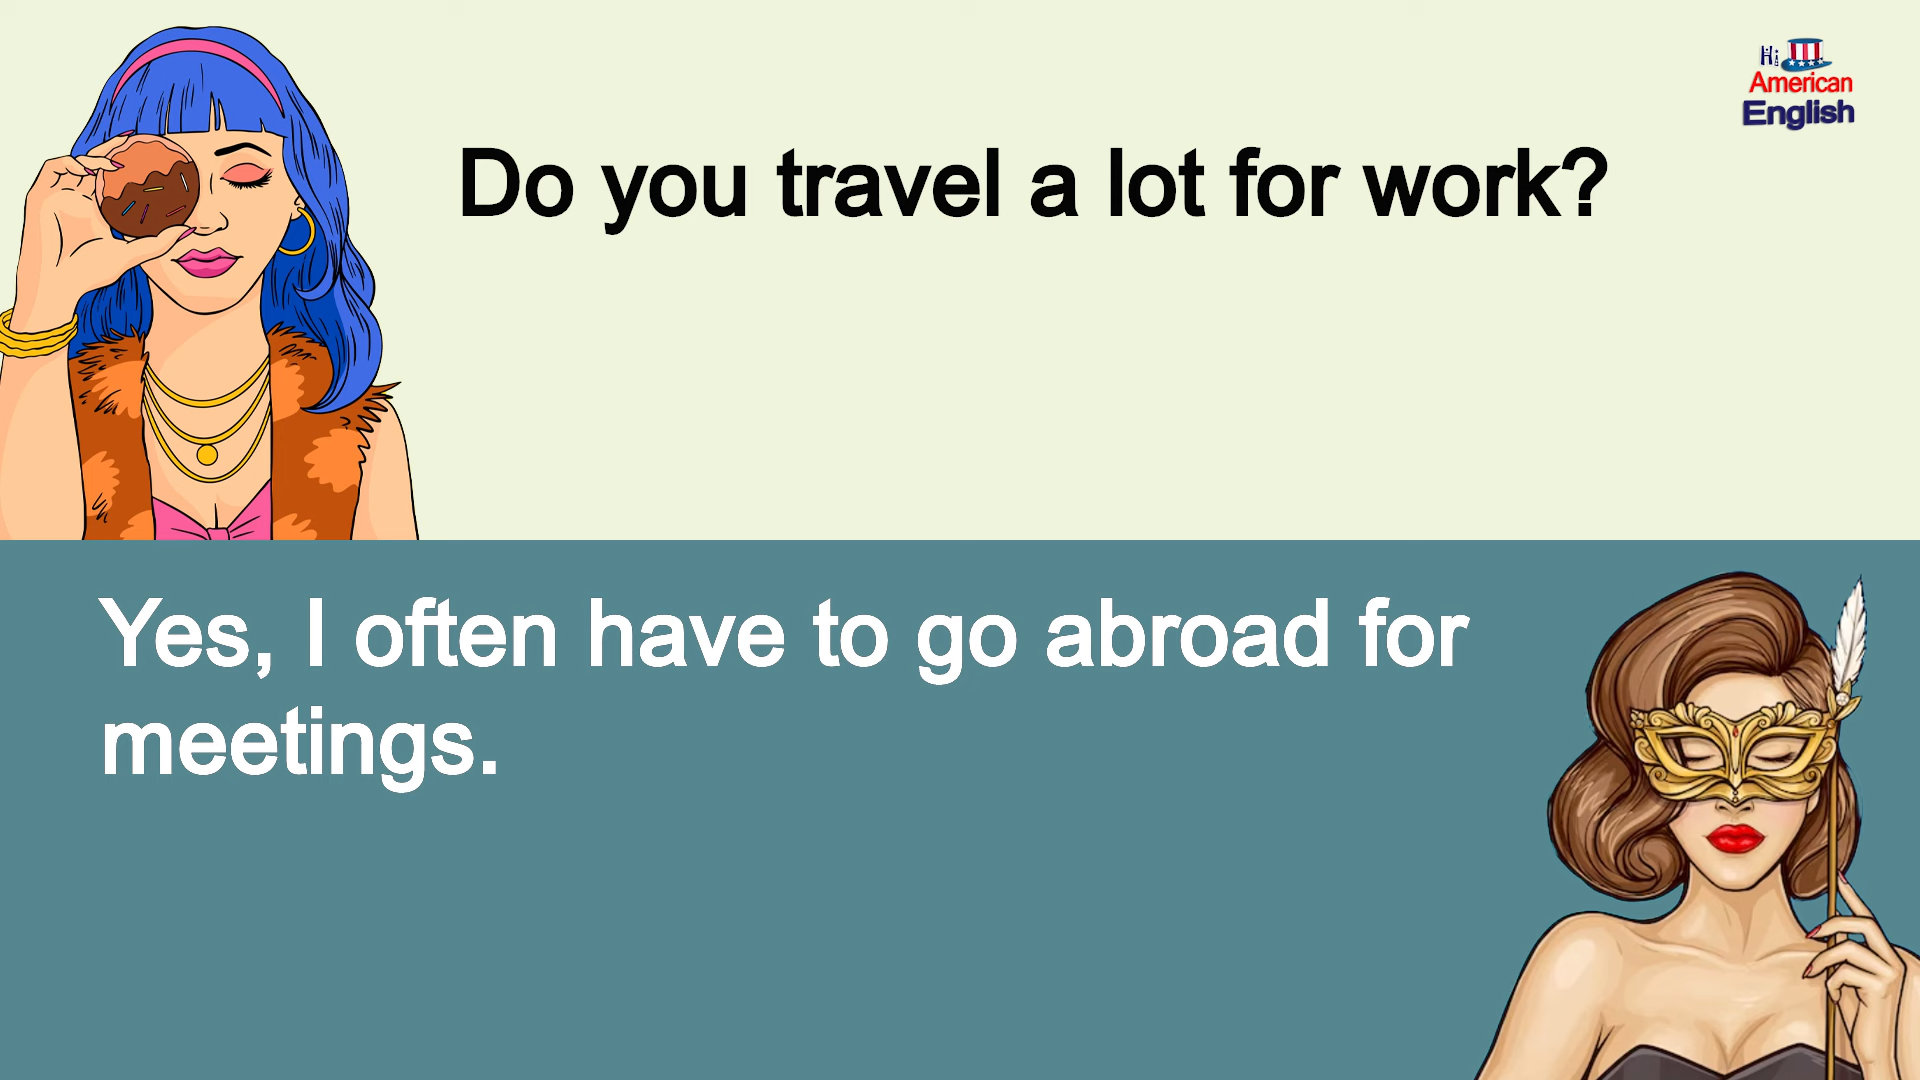 Hi
American
English
Do you travel a lot for work?
Yes, I often have to go abroad for
meetings.